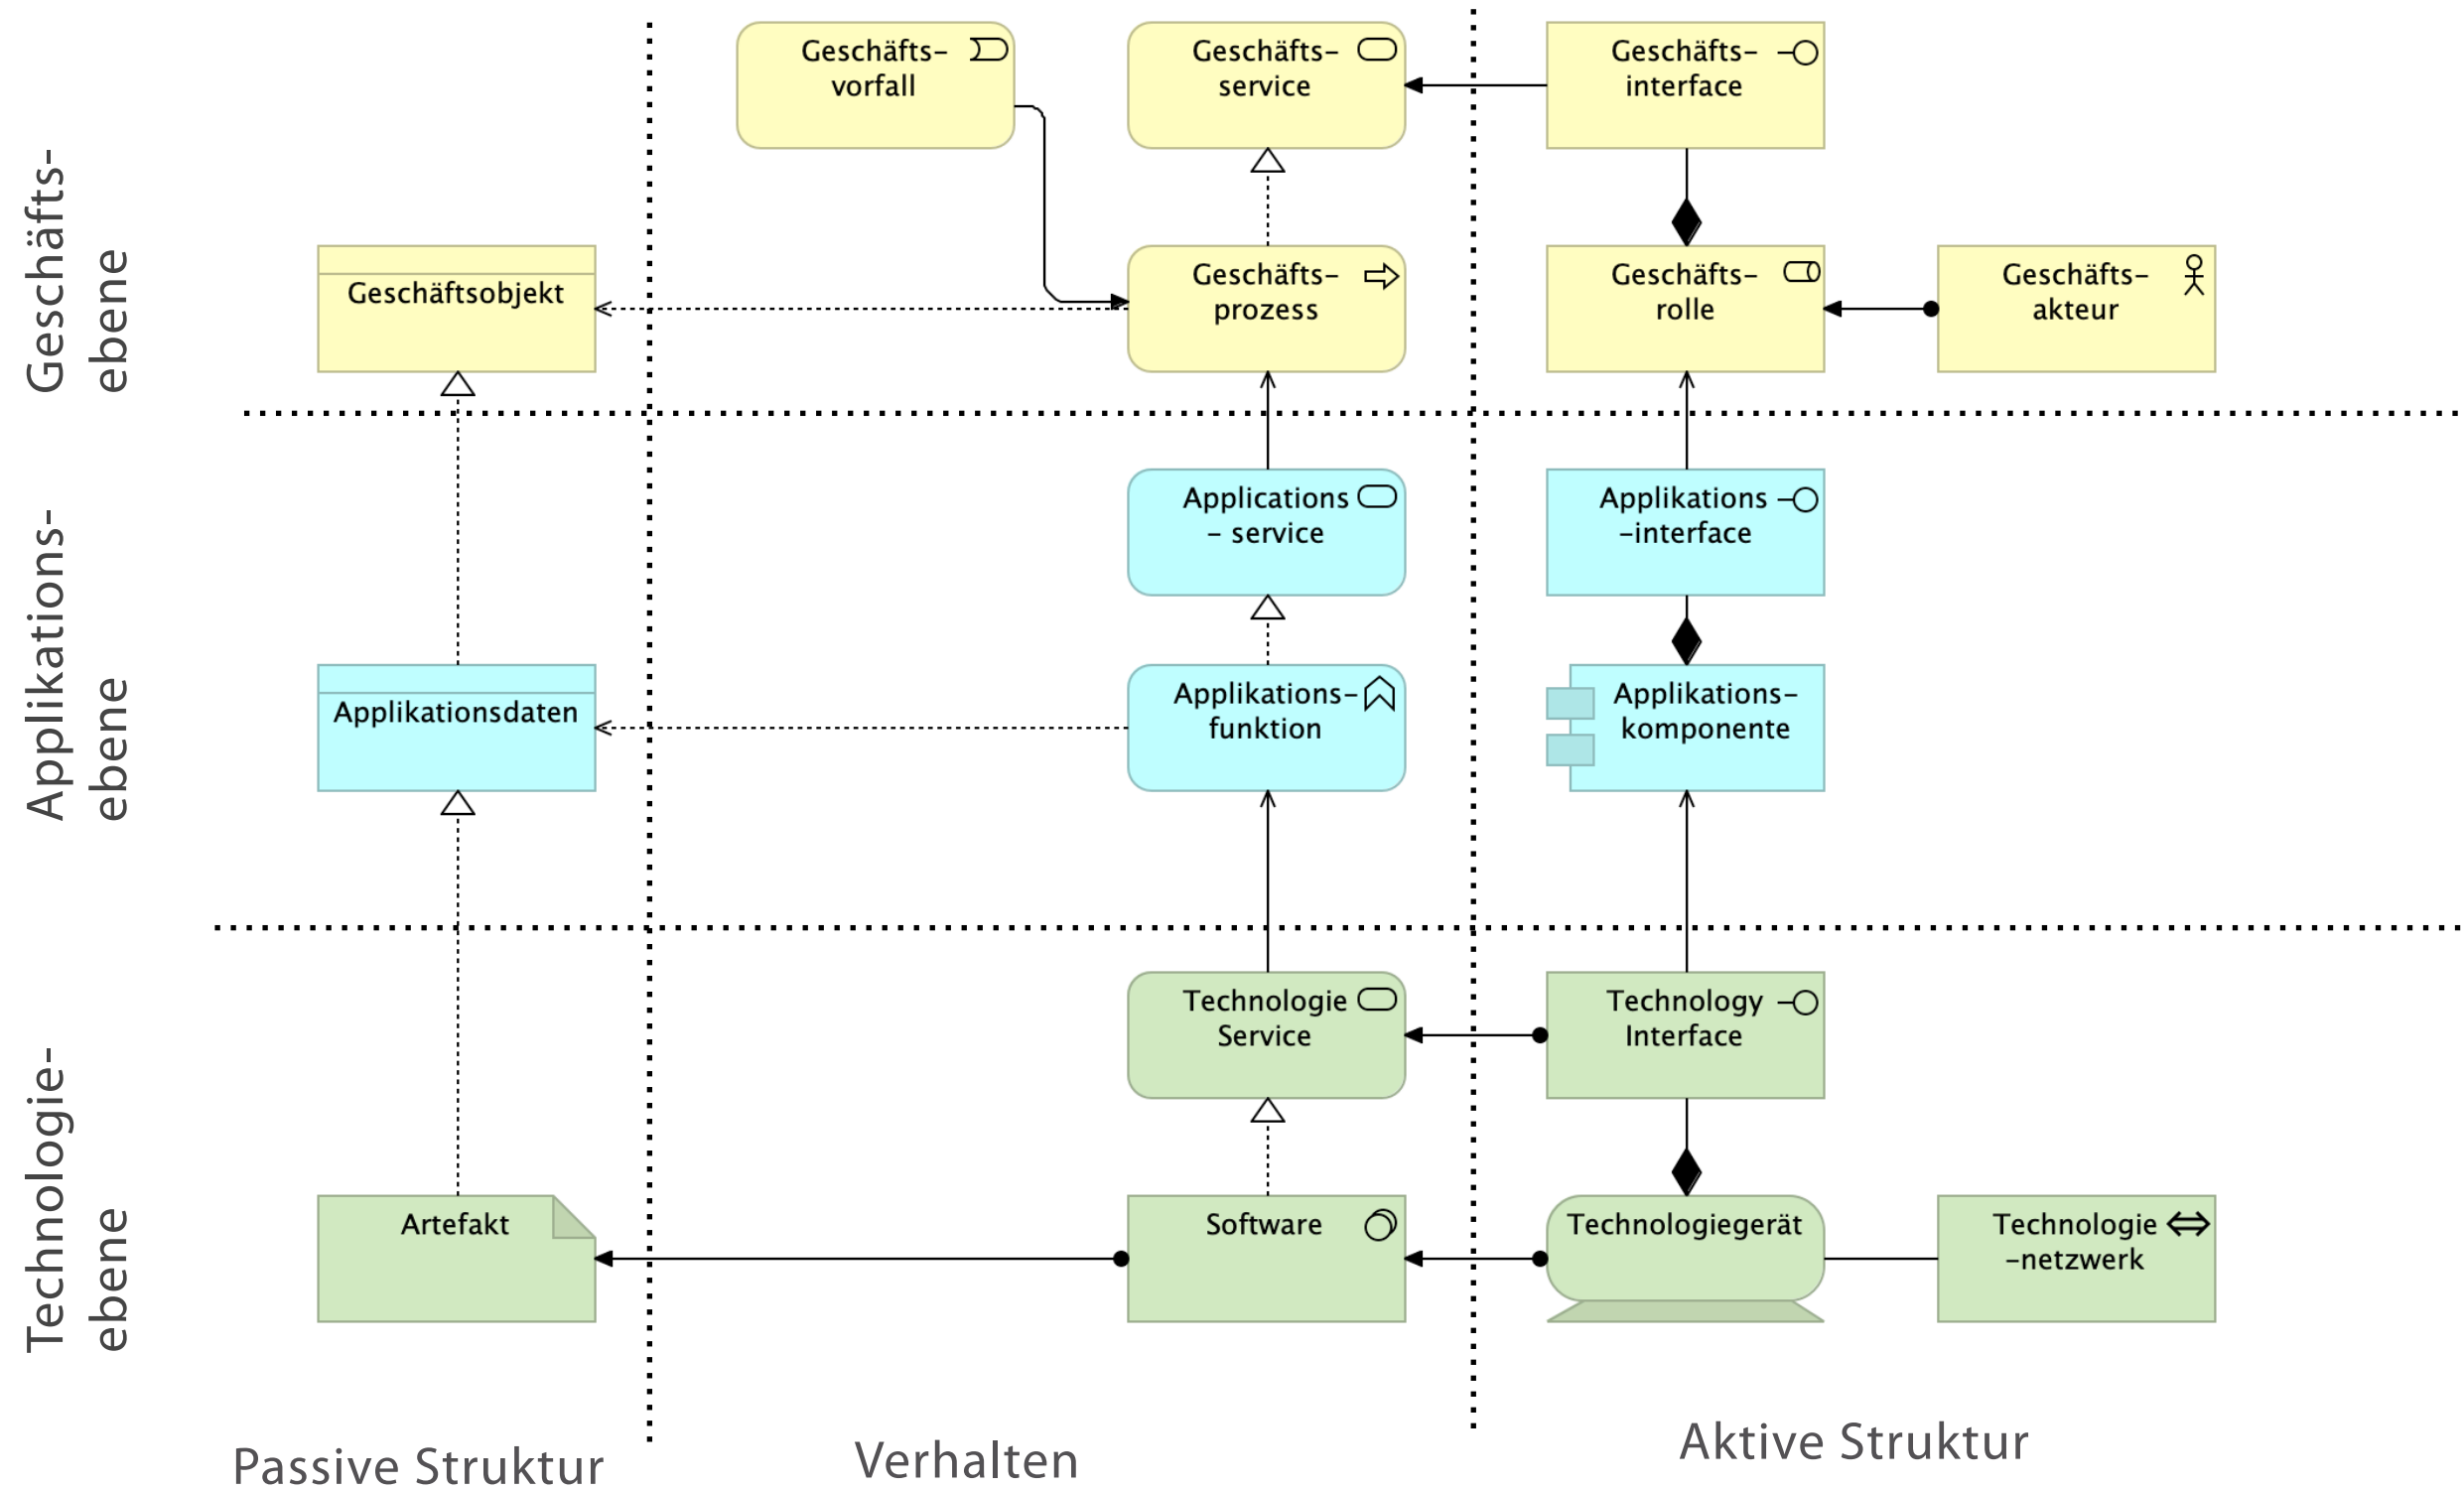 Geschäfts-
ebene
Geschäfts-
vorfall
Geschäfts-
service
Geschäfts-
interface
Geschäftsobjekt
Geschäfts-
prozess
Geschäfts-
rolle
Geschäfts-
akteur
Applikations-
ebene
Applications
- service
Applikations
-interface
Applikationsdaten
Applikations-
funktion
Applikations-
komponente
Technologie-
ebene
Technologie
Service
Technology
Interface
Artefakt
Software
Technologiegerät
Technologie
-netzwerk
Passive Struktur
Verhalten
Aktive Struktur